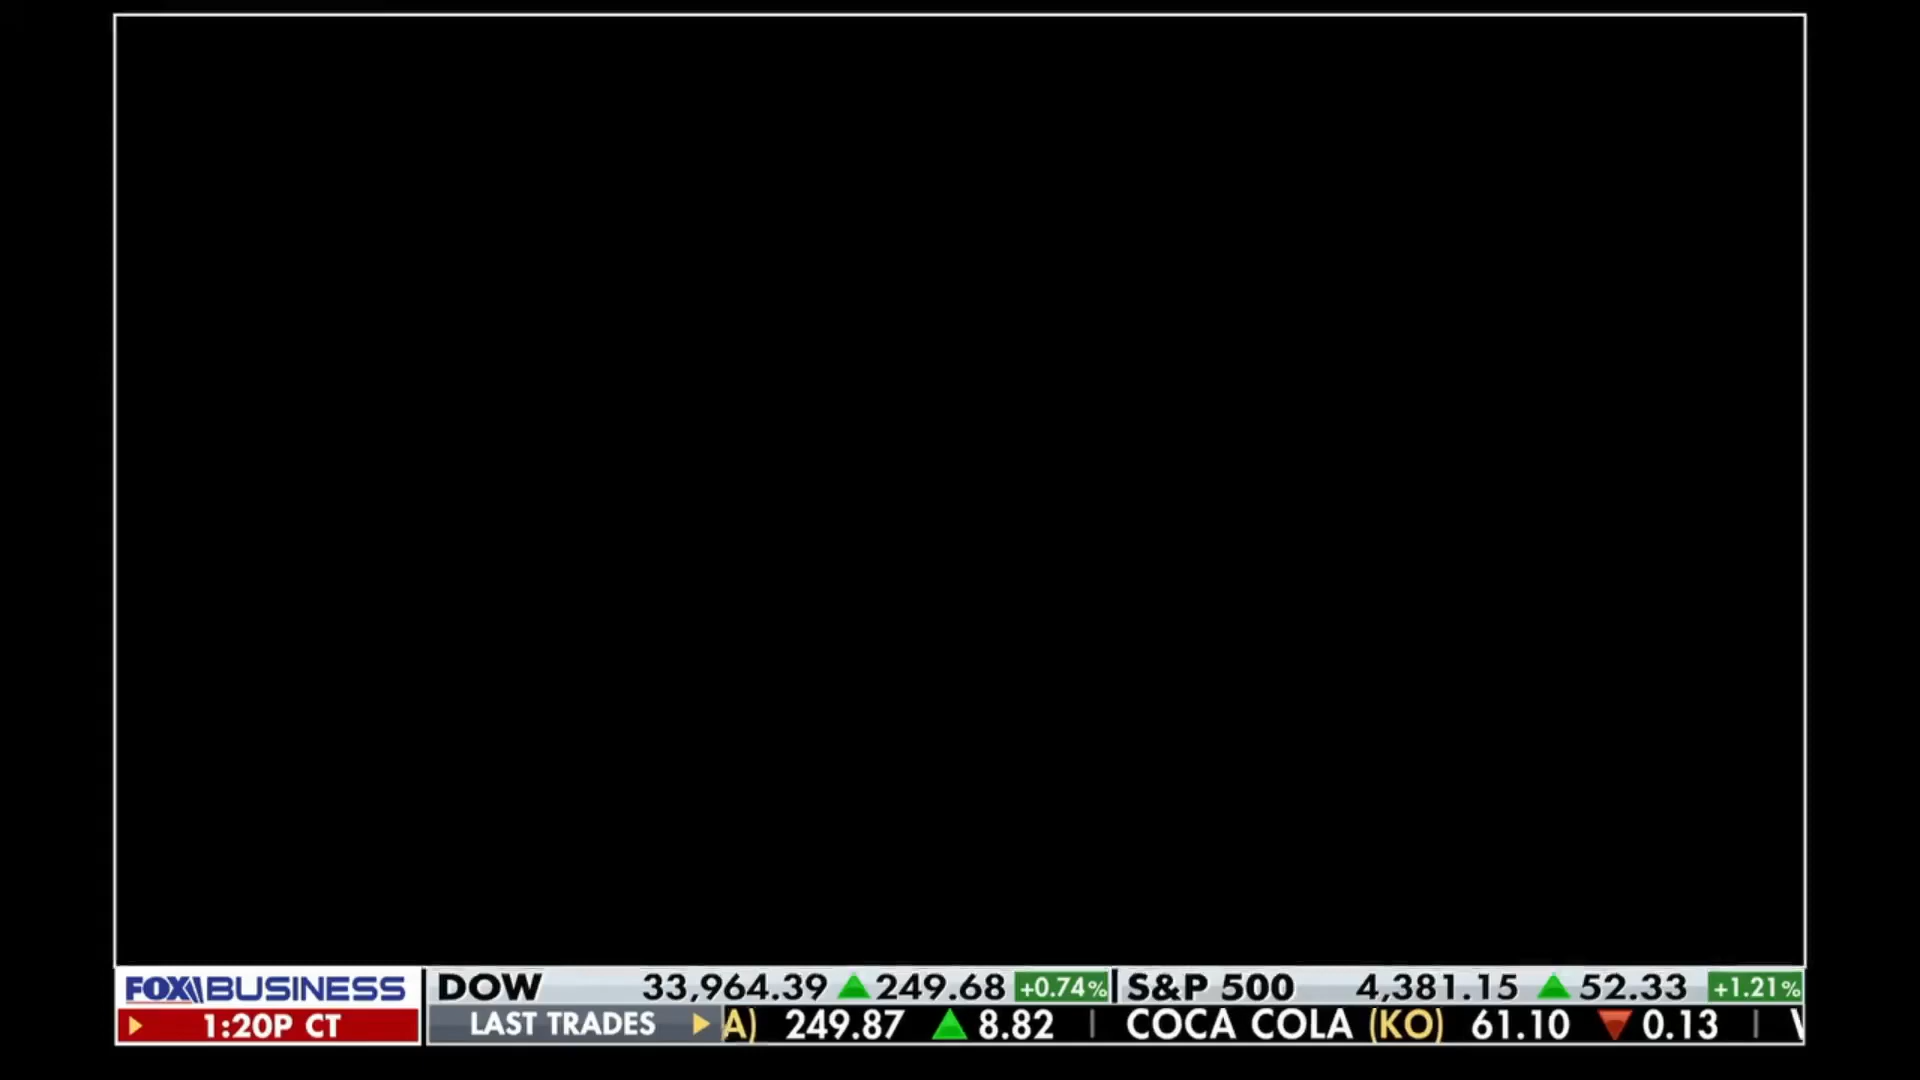 FOX BUSINESS DOW 33,964.39 249.68 +0.74% S&P 500 4,381.15 52.33 +1.21%
1:20P CT LAST TRADES A) 249.87 8.82 | COCA COLA (KO) 61.10 0.13 |